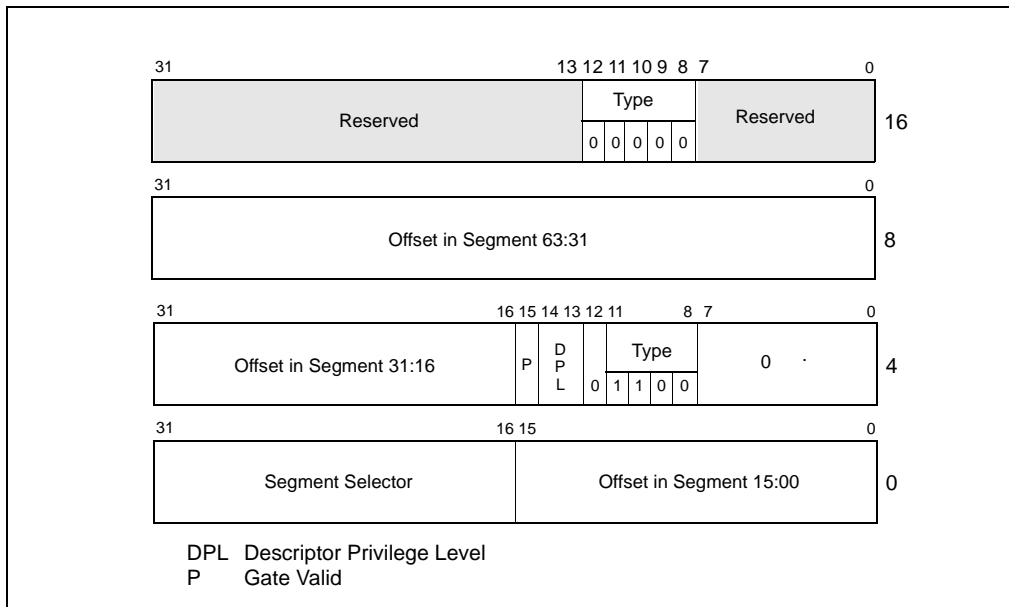 31 13 12 11 10 9 8 7 0
Type
Reserved
Reserved
0 0 0 0 0
16
31 0
Offset in Segment 63:31
8
31 16 15 14 13 12 11 8 7 0
Offset in Segment 31:16
P
D
P
L
Type
0 1 1 0 0
0 .
4
31 16 15 0
Segment Selector
Offset in Segment 15:00
0
DPL Descriptor Privilege Level
P Gate Valid